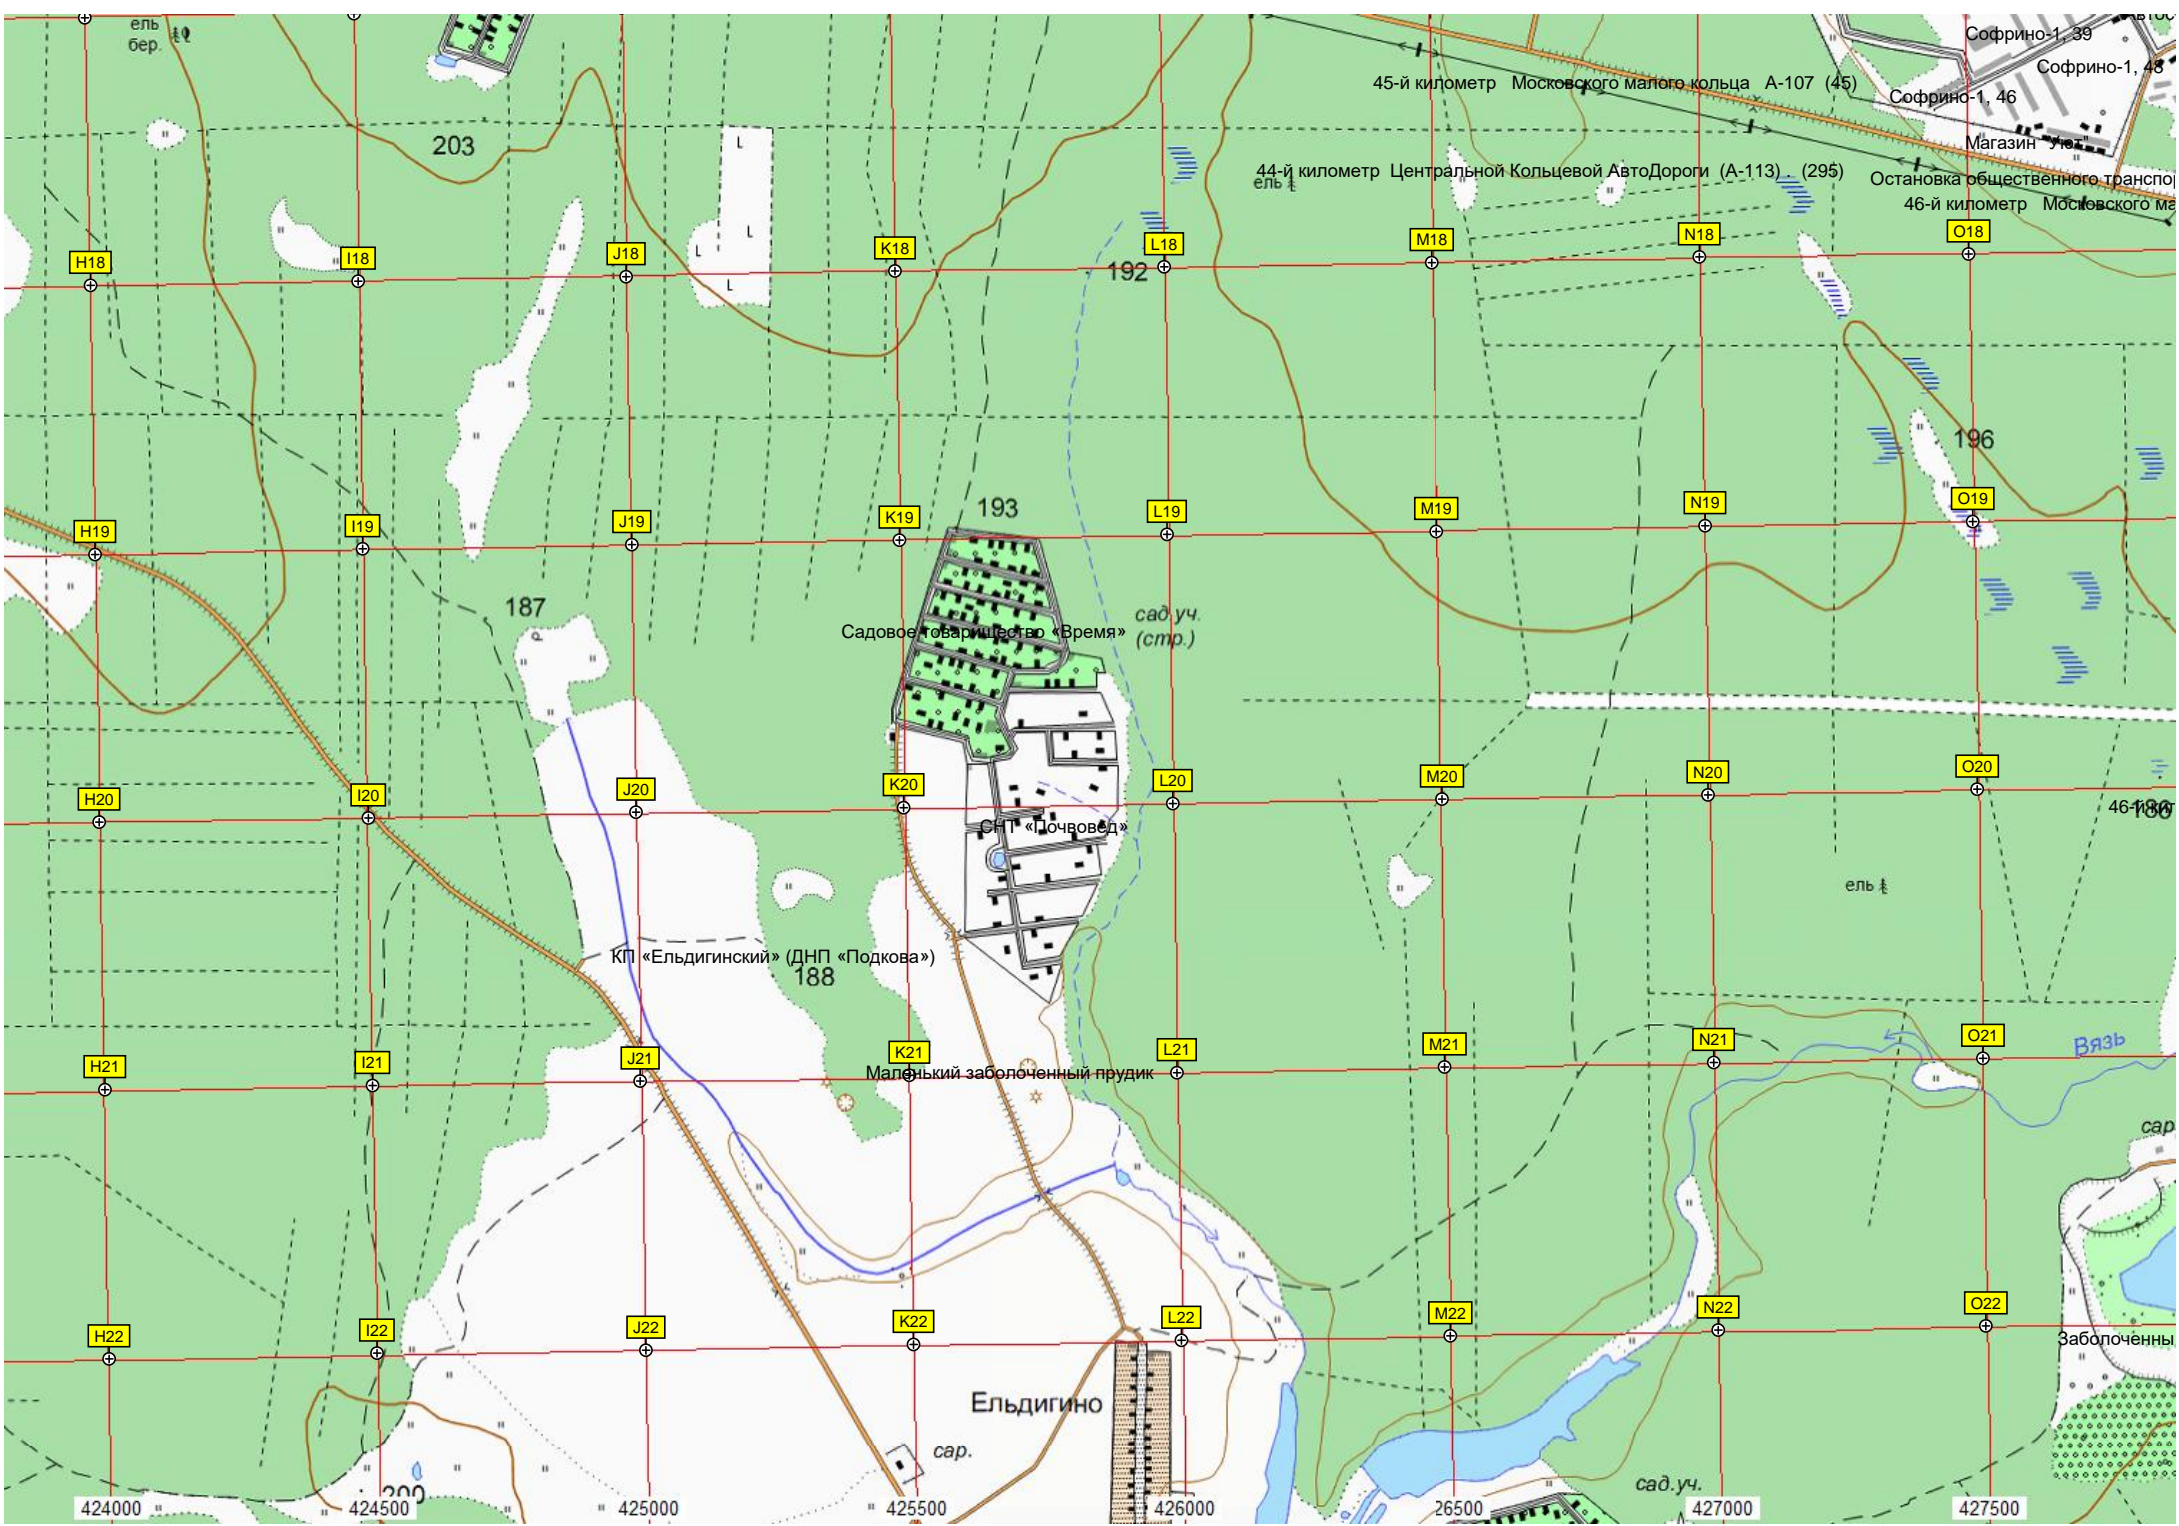 ель
бер.
Софрино-1, 39
Софрино-1, 48
45-й километр Московского малого кольца А-107 (45)
Софрино-1, 46
203
Магазин "Уют"
44-й километр Центральной Кольцевой АвтоДороги (А-113) . (295)
ель
Остановка общественного транспор
46-й километр Московского ма
H18
I18
J18
K18
L18
M18
N18
O18
192
196
193
H19
I19
J19
K19
L19
M19
N19
O19
187
сад.уч.
(стр.)
Садовое товарищество «Время»
H20
I20
J20
K20
L20
M20
N20
O20
186
СНТ «Почвовед»
ель
КП «Ельдигинский» (ДНП «Подкова»)
188
Вязь
H21
I21
J21
K21
L21
M21
N21
O21
Маленький заболоченный прудик
сар
H22
I22
J22
K22
L22
M22
N22
O22
Заболоченны
Ельдигино
сар.
сад.уч.
200
424000
424500
425000
425500
426000
26500
427000
427500